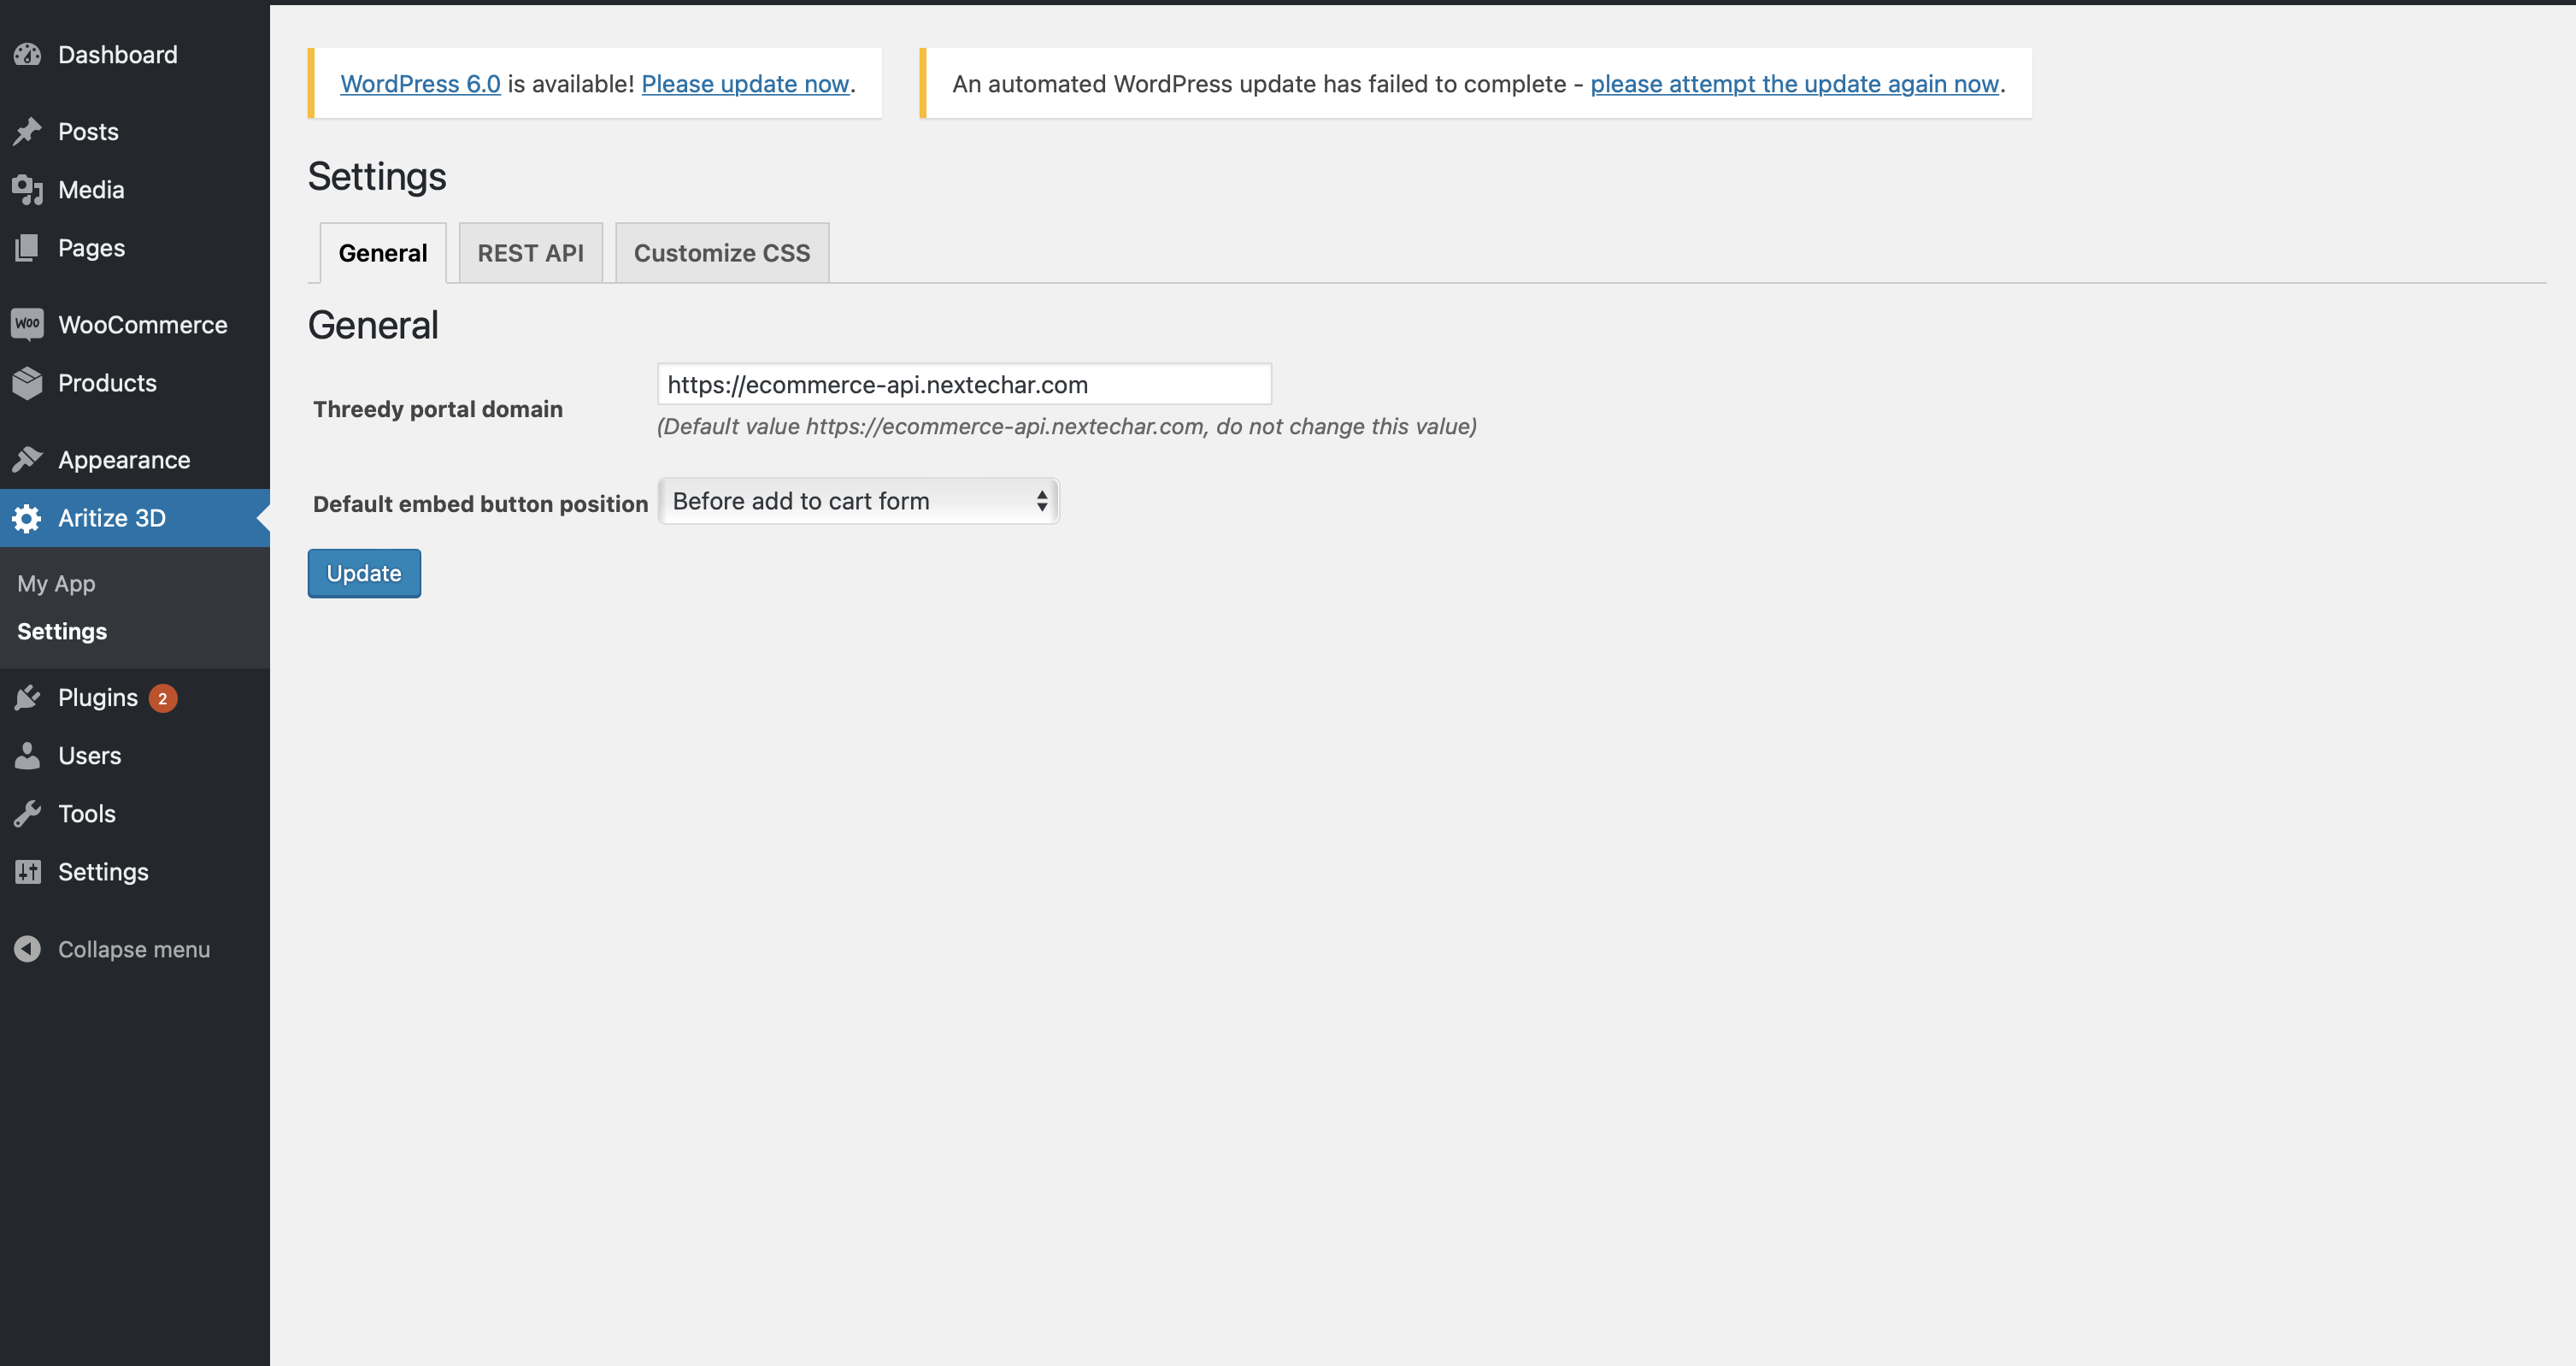 Dashboard
Posts
Media
Pages
Woo WooCommerce
Products
Appearance
Aritize 3D
My App
Settings
Plugins 2
Users
Tools
Settings
Collapse menu
WordPress 6.0 is available! Please update now.
An automated WordPress update has failed to complete - please attempt the update again now.
Settings
General REST API Customize CSS
General
Threedy portal domain https://ecommerce-api.nextechar.com
(Default value https://ecommerce-api.nextechar.com, do not change this value)
Default embed button position Before add to cart form
Update